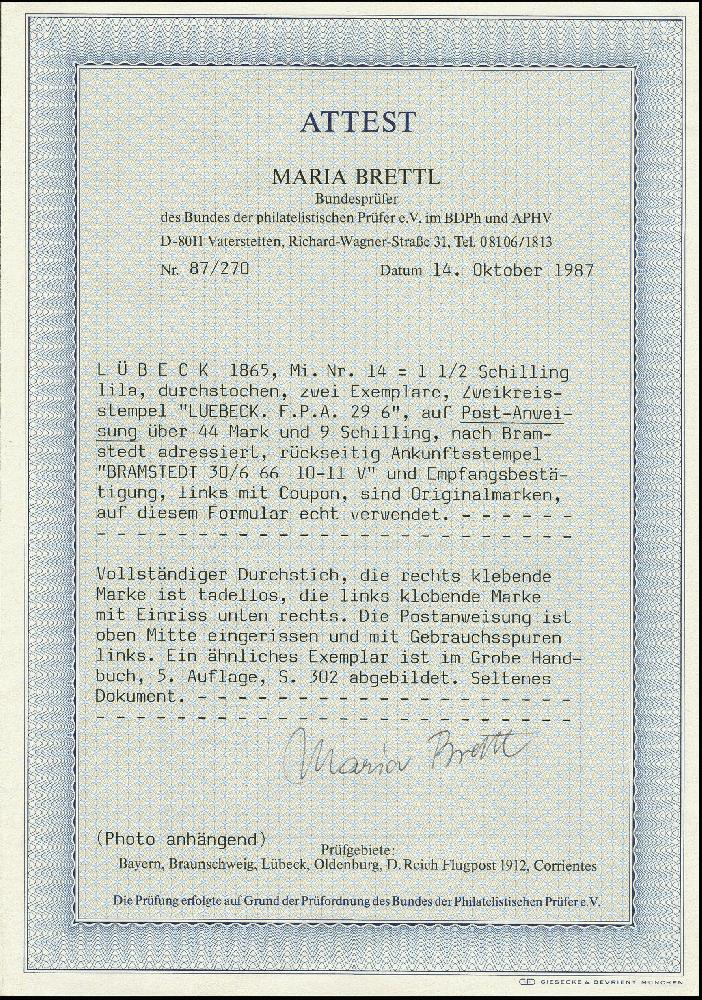 ATTEST
MARIA BRETTL
Bundesprüfer
des Bundes der philatelistischen Prüfer e.V. im BDPh und APHV
D-8011 Vaterstetten, Richard-Wagner-Straße 31, Tel. 08106/1813
Nr. 87/270 Datum 14. Oktober 1987
L Ü B E C K 1865, Mi. Nr. 14 = 1 1/2 Schilling
lila, durchstochen, zwei Exemplare, Zweikreis-
stempel "LUEBECK. F.P.A. 29 6", auf Post-Anwei-
sung über 44 Mark und 9 Schilling, nach Bram-
stedt adressiert, rückseitig Ankunftsstempel
"BRAMSTEDT 30/6 66 10-11 V" und Empfangsbestä-
tigung, links mit Coupon, sind Originalmarken,
auf diesem Formular echt verwendet. - - - - - -
- - - - - - - - - - - - - - - - - - - - - - - -
Vollständiger Durchstich, die rechts klebende
Marke ist tadellos, die links klebende Marke
mit Einriss unten rechts. Die Postanweisung ist
oben Mitte eingerissen und mit Gebrauchsspuren
links. Ein ähnliches Exemplar ist im Grobe Hand-
buch, 5. Auflage, S. 302 abgebildet. Seltenes
Dokument. - - - - - - - - - - - - - - - - - - -
- - - - - - - - - - - - - - - - - - - - - - - -
Maria Brettl
(Photo anhängend)
Prüfgebiete:
Bayern, Braunschweig, Lübeck, Oldenburg, D. Reich Flugpost 1912, Corrientes
Die Prüfung erfolgte auf Grund der Prüfordnung des Bundes der Philatelistischen Prüfer e.V.
GD GIESECKE & DEVRIENT MÜNCHEN